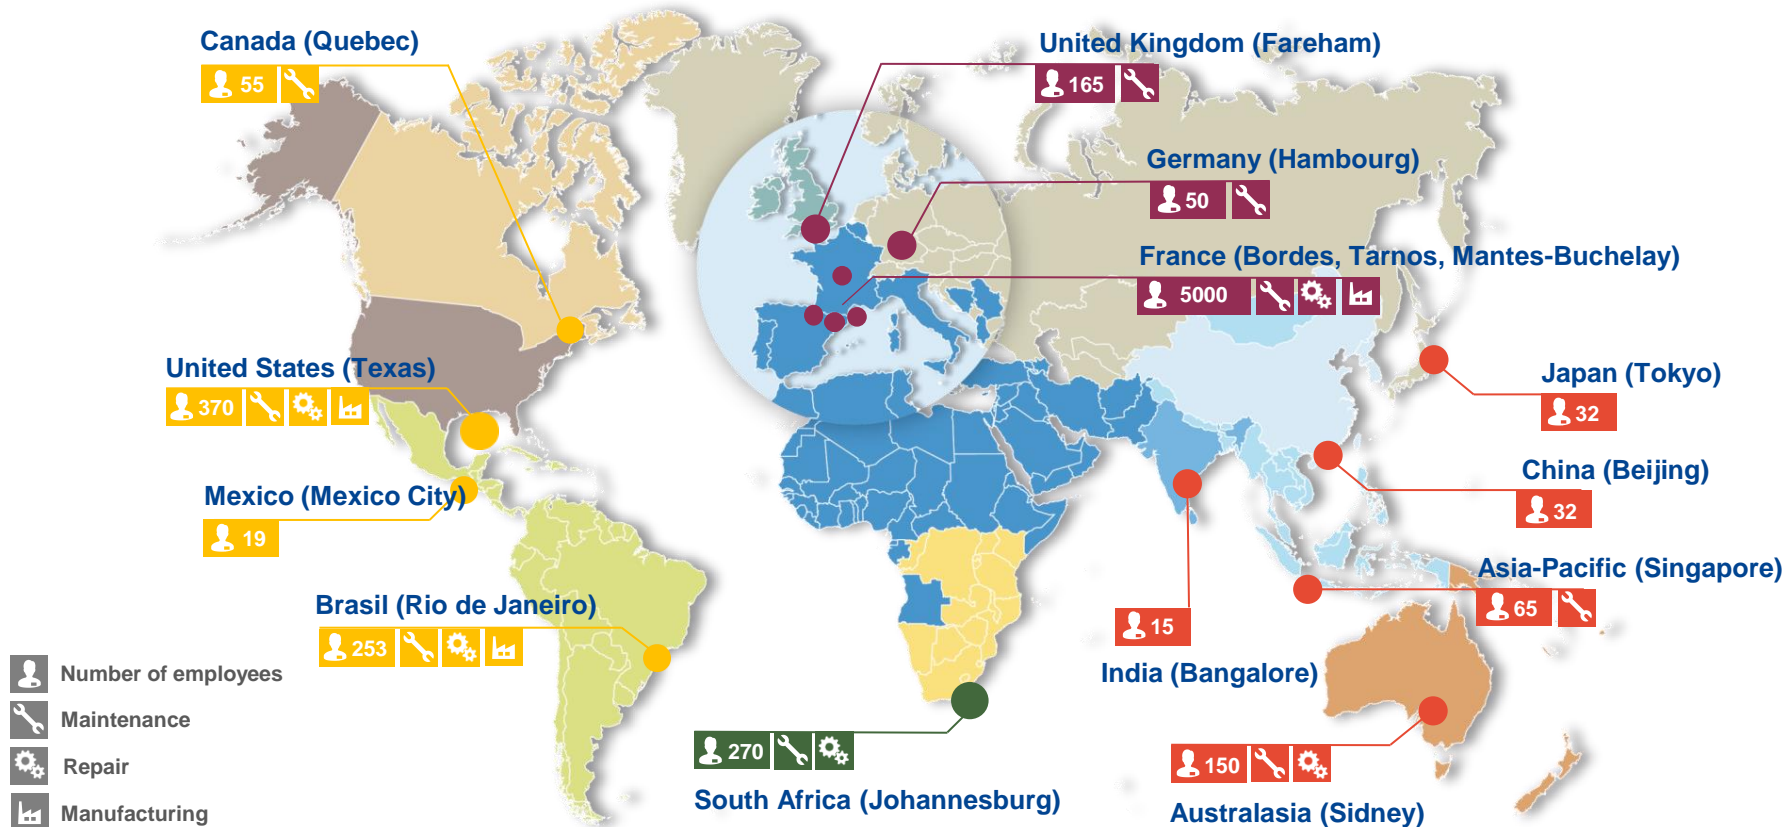 Canada (Quebec)
55
United Kingdom (Fareham)
165
Germany (Hambourg)
50
France (Bordes, Tarnos, Mantes-Buchelay)
5000
United States (Texas)
370
Japan (Tokyo)
32
Mexico (Mexico City)
19
China (Beijing)
32
Asia-Pacific (Singapore)
65
Brasil (Rio de Janeiro)
253
15
India (Bangalore)
270
South Africa (Johannesburg)
150
Australasia (Sidney)
Number of employees
Maintenance
Repair
Manufacturing